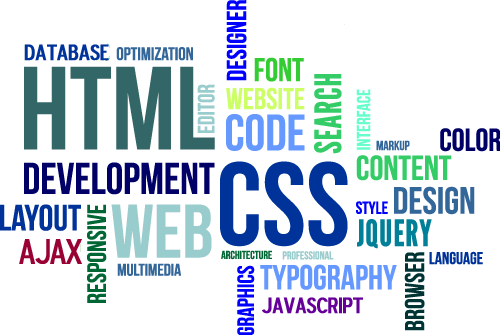 DATABASE
OPTIMIZATION
DESIGNER
HTML
EDITOR
FONT
WEBSITE
CODE
SEARCH
INTERFACE
MARKUP
COLOR
DEVELOPMENT
CSS
CONTENT
LAYOUT
AJAX
RESPONSIVE
WEB
MULTIMEDIA
STYLE
DESIGN
JQUERY
ARCHITECTURE
PROFESSIONAL
GRAPHICS
TYPOGRAPHY
JAVASCRIPT
BROWSER
LANGUAGE